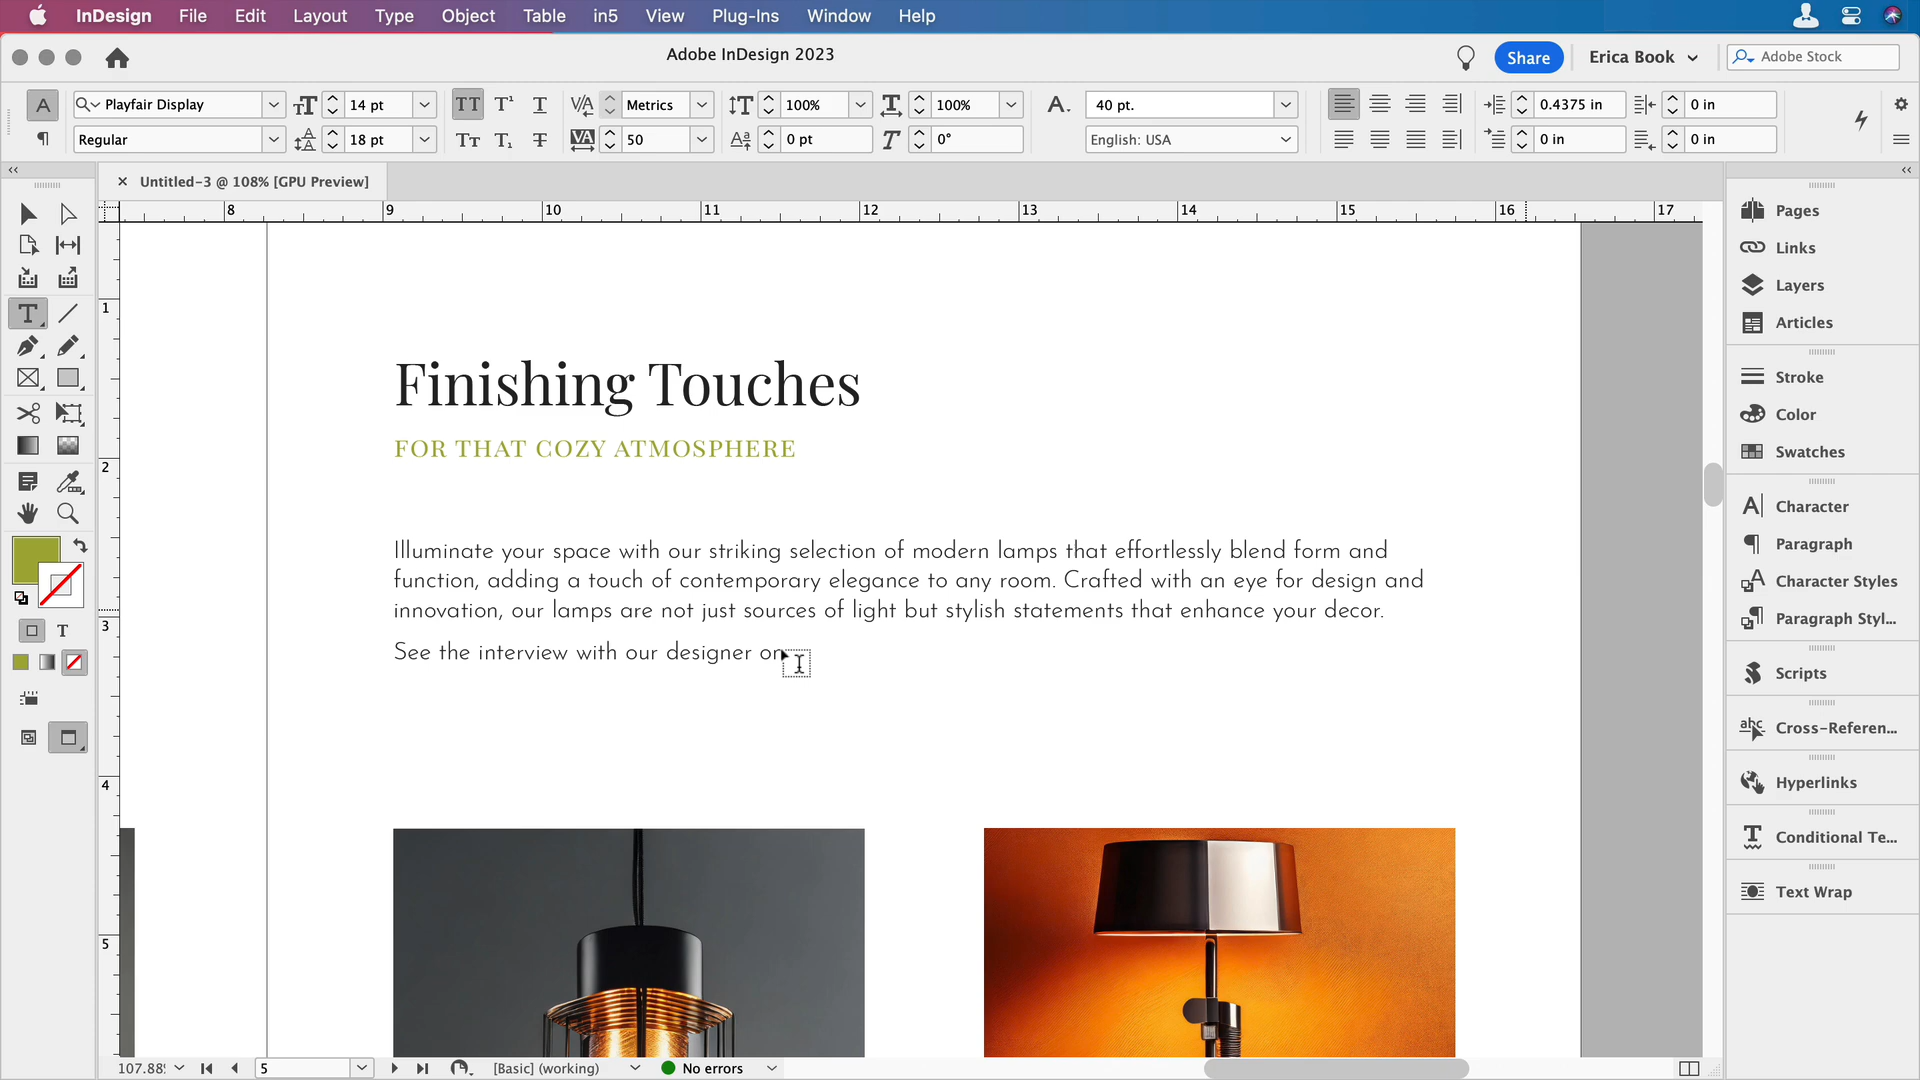 InDesign File Edit Layout Type Object Table in5 View Plug-Ins Window Help
Adobe InDesign 2023
Share Erica Book Adobe Stock
Playfair Display 14 pt Metrics 100% 100% 40 pt. 0.4375 in 0 in
Regular 18 pt 50 0 pt 0° English: USA 0 in 0 in
Untitled-3 @ 108% [GPU Preview]
8 9 10 11 12 13 14 15 16 17
1
2
3
4
5
Finishing Touches
FOR THAT COZY ATMOSPHERE
Illuminate your space with our striking selection of modern lamps that effortlessly blend form and
function, adding a touch of contemporary elegance to any room. Crafted with an eye for design and
innovation, our lamps are not just sources of light but stylish statements that enhance your decor.
See the interview with our designer on
Pages
Links
Layers
Articles
Stroke
Color
Swatches
Character
Paragraph
Character Styles
Paragraph Styl...
Scripts
Cross-Referen...
Hyperlinks
Conditional Te...
Text Wrap
107.88% 5 [Basic] (working) No errors